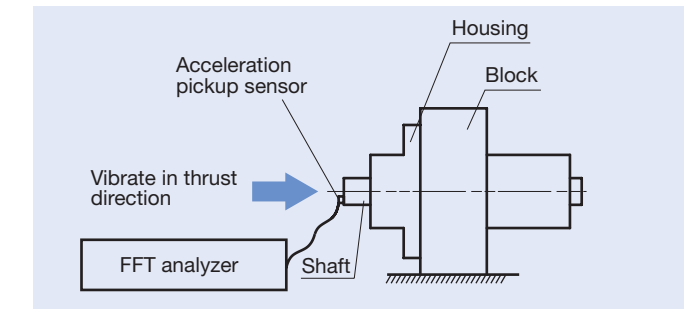 Housing
Acceleration
pickup sensor
Block
Vibrate in thrust
direction
FFT analyzer
Shaft